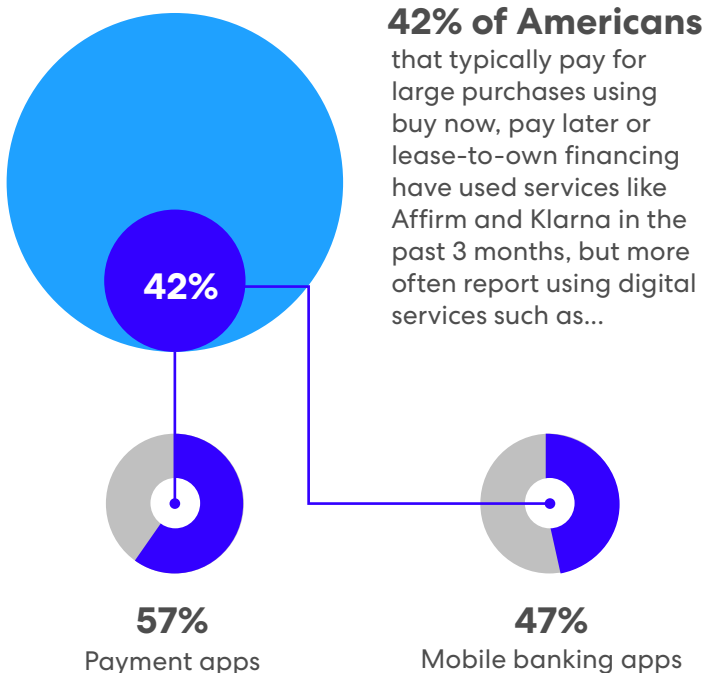 42% of Americans
that typically pay for
large purchases using
buy now, pay later or
lease-to-own financing
have used services like
Affirm and Klarna in the
past 3 months, but more
often report using digital
services such as...
42%
57%
Payment apps
47%
Mobile banking apps